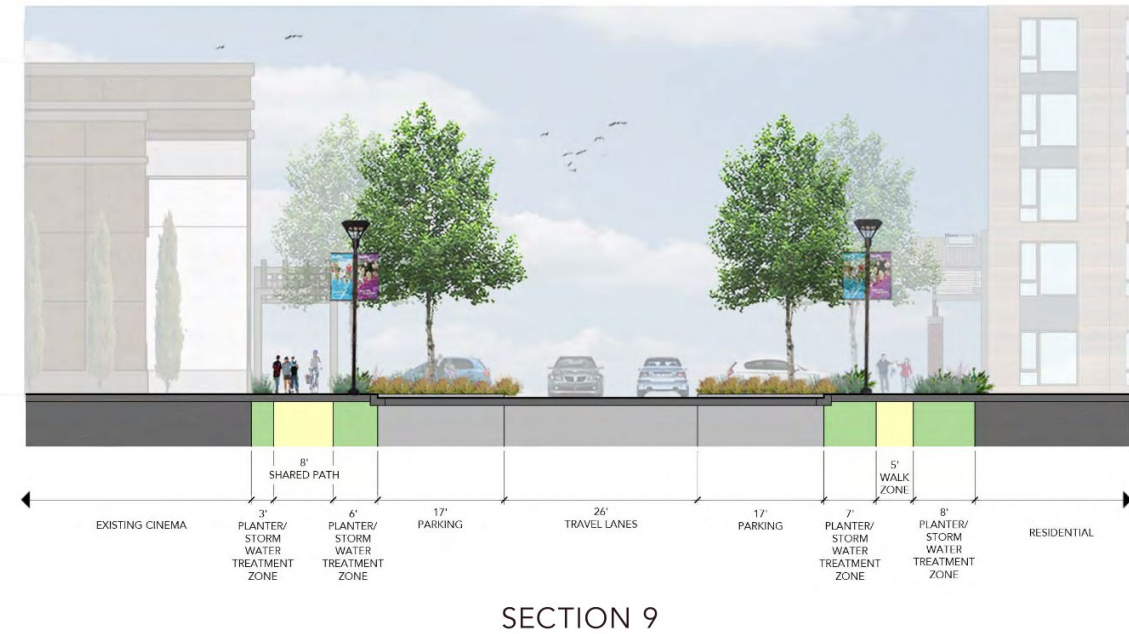 8'
SHARED PATH
5'
WALK
ZONE
EXISTING CINEMA
3'
PLANTER/
STORM
WATER
TREATMENT
ZONE
6'
PLANTER/
STORM
WATER
TREATMENT
ZONE
17'
PARKING
26'
TRAVEL LANES
17'
PARKING
7'
PLANTER/
STORM
WATER
TREATMENT
ZONE
8'
PLANTER/
STORM
WATER
TREATMENT
ZONE
RESIDENTIAL
SECTION 9